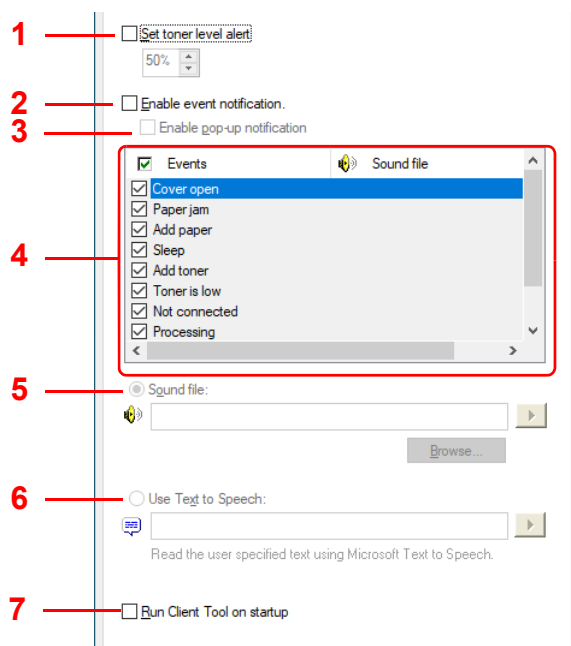 1 Set toner level alert
50%
2 Enable event notification.
3 Enable pop-up notification
Events Sound file
Cover open
Paper jam
Add paper
4 Sleep
Add toner
Toner is low
Not connected
Processing
5 Sound file:
Browse...
6 Use Text to Speech:
Read the user specified text using Microsoft Text to Speech.
7 Run Client Tool on startup